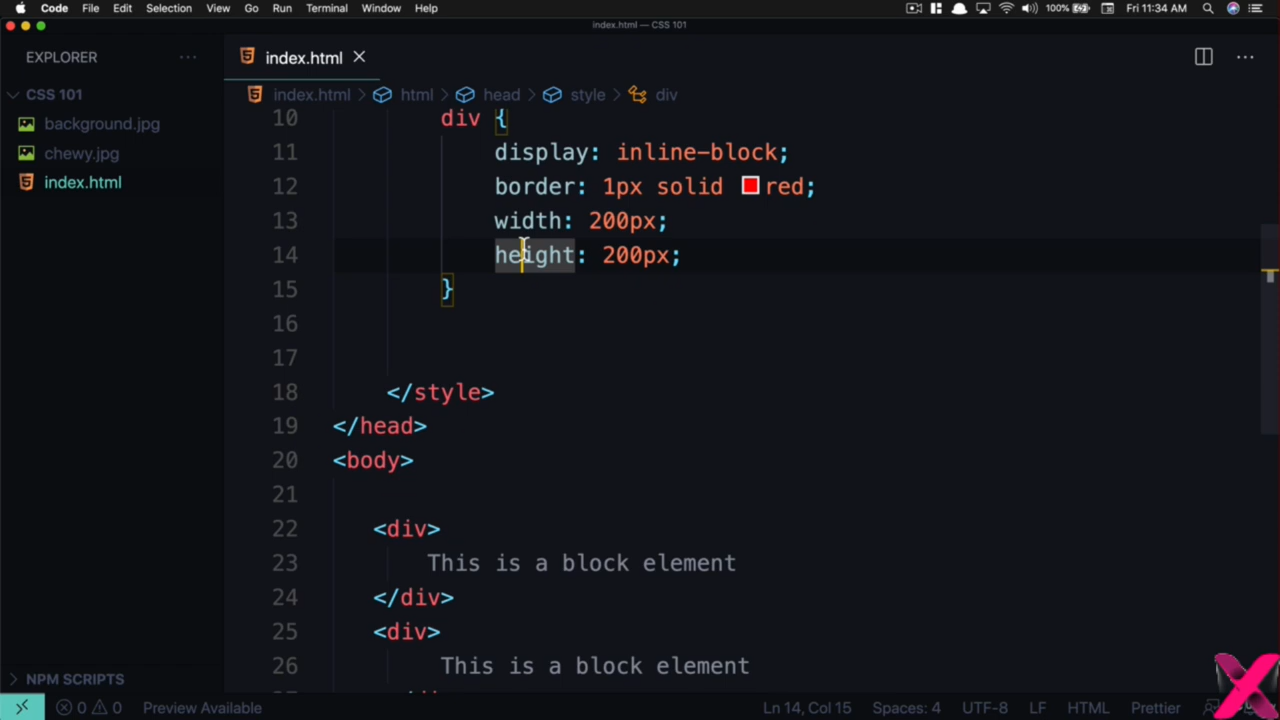 Code File Edit Selection View Go Run Terminal Window Help 100% Fri 11:34 AM
index.html — CSS 101
EXPLORER
index.html
CSS 101
index.html > html > head > style > div
background.jpg
chewy.jpg
index.html
10 div {
11 display: inline-block;
12 border: 1px solid red;
13 width: 200px;
14 height: 200px;
15 }
16
17
18 </style>
19 </head>
20 <body>
21
22 <div>
23 This is a block element
24 </div>
25 <div>
26 This is a block element
NPM SCRIPTS
0 0 Preview Available Ln 14, Col 15 Spaces: 4 UTF-8 LF HTML Prettier